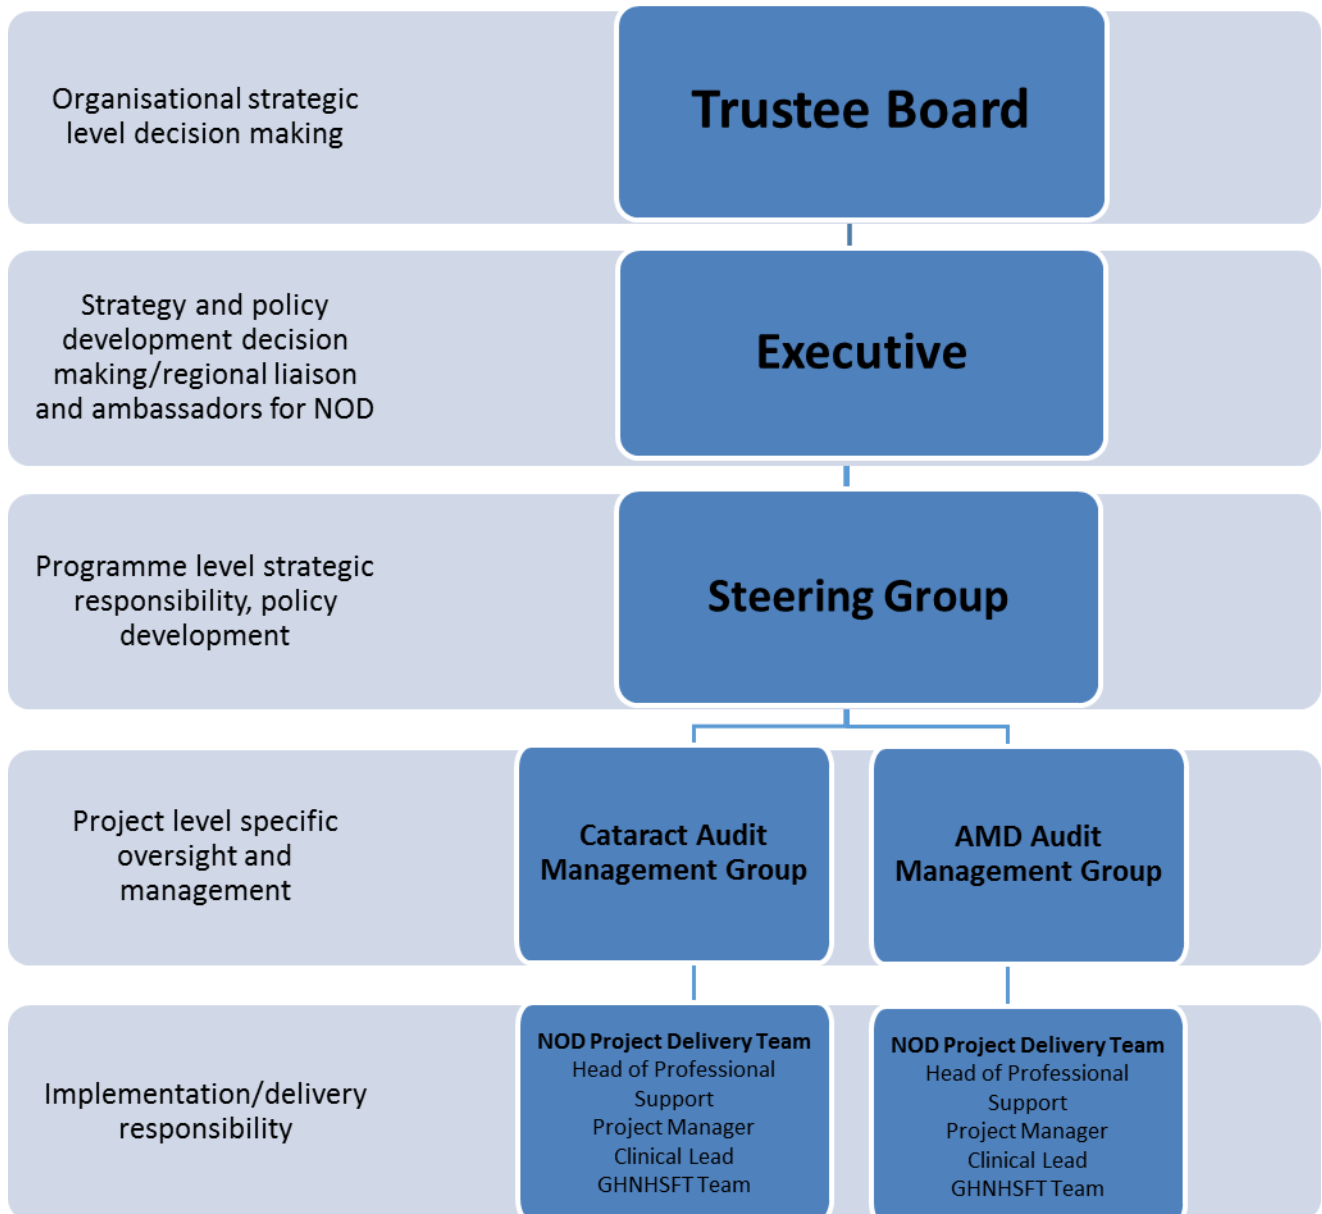 Organisational strategic
level decision making
Trustee Board
Strategy and policy
development decision
making/regional liaison
and ambassadors for NOD
Executive
Programme level strategic
responsibility, policy
development
Steering Group
Project level specific
oversight and
management
Cataract Audit
Management Group
AMD Audit
Management Group
Implementation/delivery
responsibility
NOD Project Delivery Team
Head of Professional
Support
Project Manager
Clinical Lead
GHNHSFT Team
NOD Project Delivery Team
Head of Professional
Support
Project Manager
Clinical Lead
GHNHSFT Team